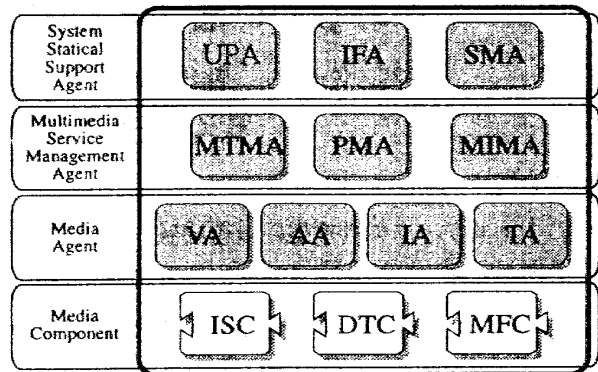 System
Statical
Support
Agent
UPA IFA SMA
Multimedia
Service
Management
Agent
MTMA PMA MIMA
Media
Agent
VA AA IA TA
Media
Component
ISC DTC MFC